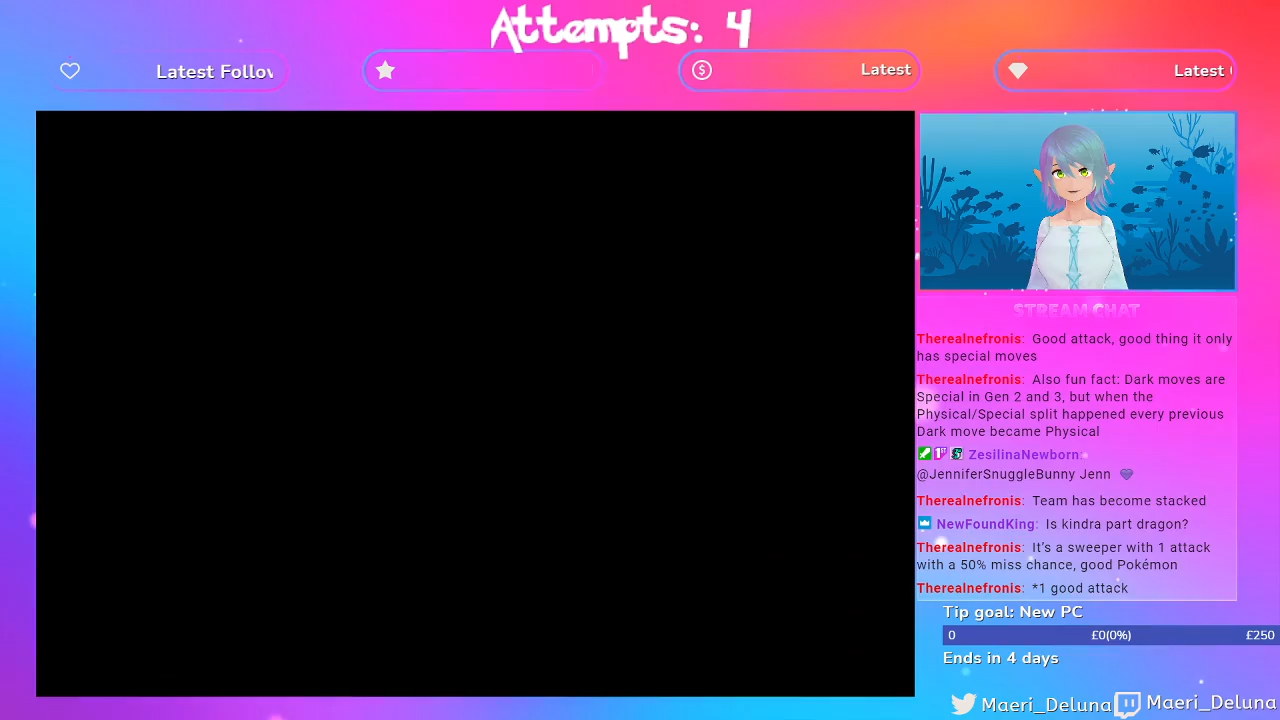 Attempts: 4
Latest Follov
Latest
Latest
STREAM CHAT
Therealnefronis: Good attack, good thing it only
has special moves
Therealnefronis: Also fun fact: Dark moves are
Special in Gen 2 and 3, but when the
Physical/Special split happened every previous
Dark move became Physical
ZesilinaNewborn:
@JenniferSnuggleBunny Jenn
Therealnefronis: Team has become stacked
NewFoundKing: Is kindra part dragon?
Therealnefronis: It's a sweeper with 1 attack
with a 50% miss chance, good Pokémon
Therealnefronis: *1 good attack
Tip goal: New PC
0 £0(0%) £250
Ends in 4 days
Maeri_Deluna Maeri_Deluna